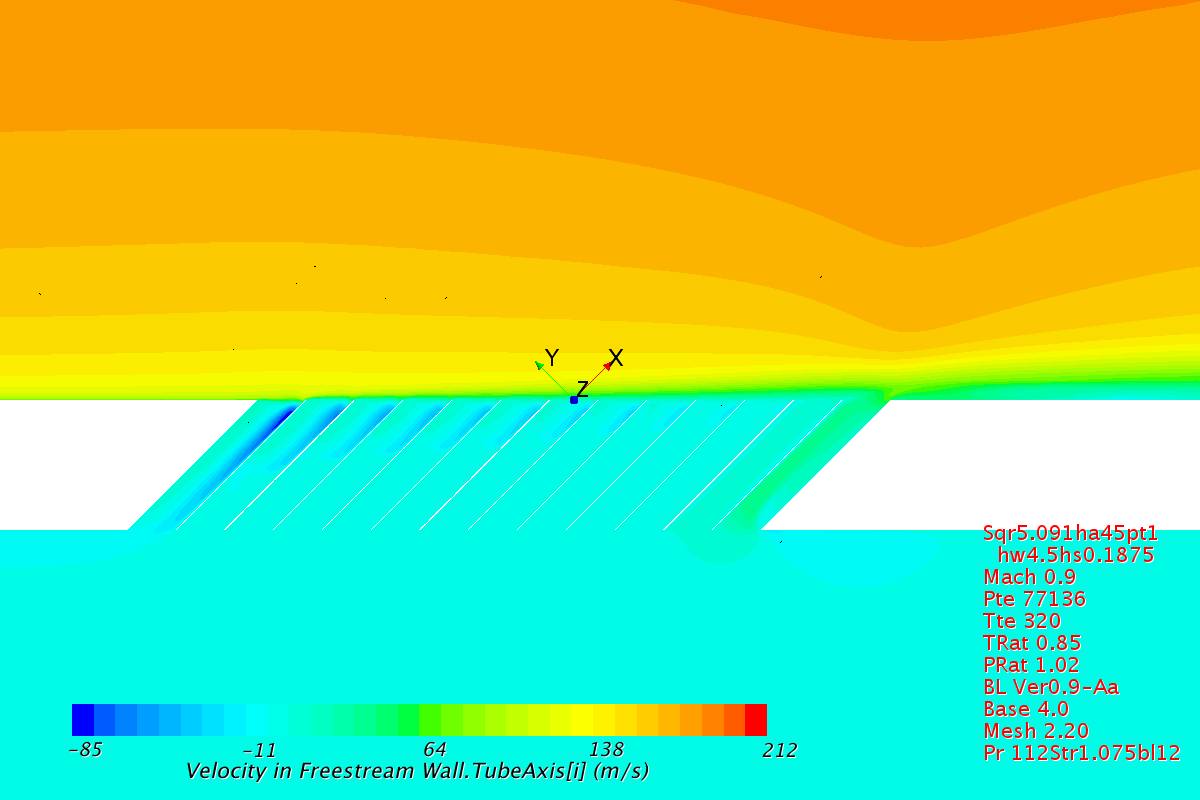 Y
X
Z
Sqr5.091ha45pt1
hw4.5hs0.1875
Mach 0.9
Pte 77136
Tte 320
TRat 0.85
PRat 1.02
BL Ver0.9-Aa
Base 4.0
Mesh 2.20
Pr 112Str1.075bl12
-85 -11 64 138 212
Velocity in Freestream Wall.TubeAxis[i] (m/s)